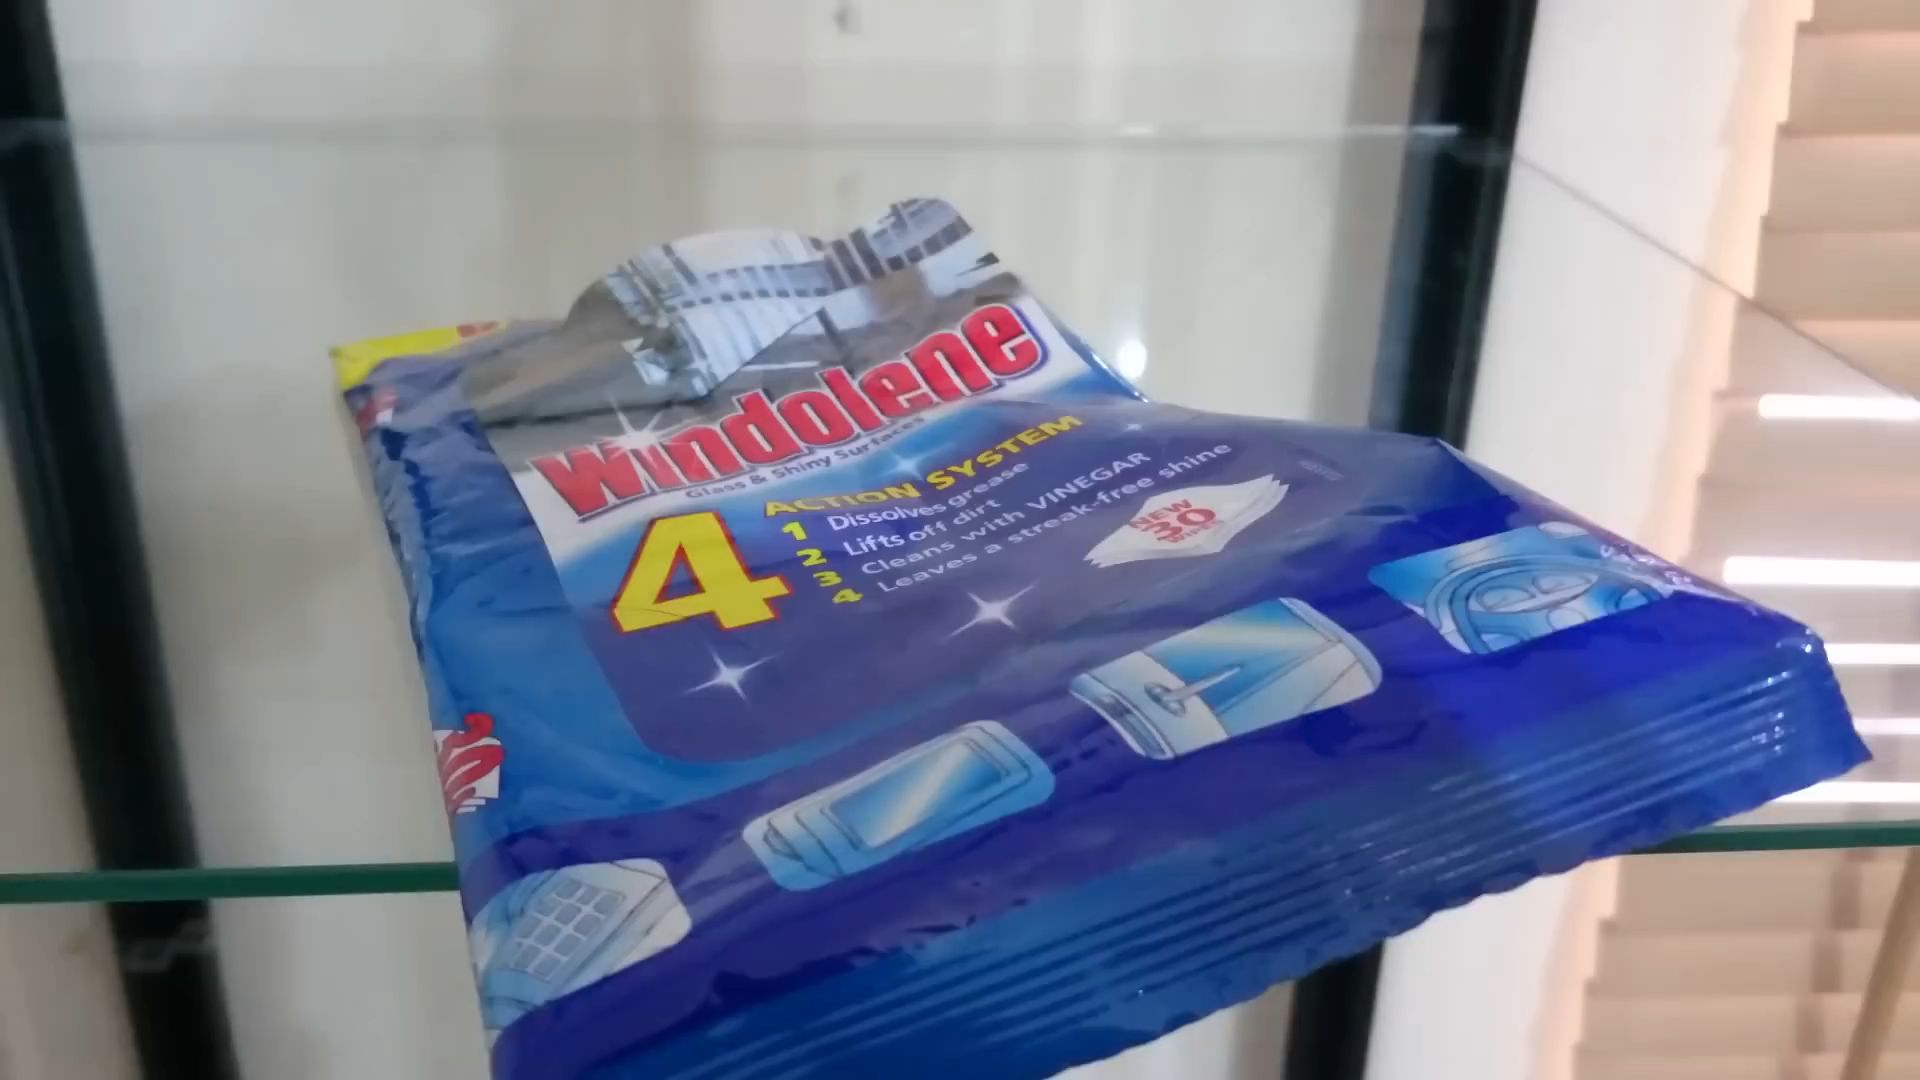 Windolene
Glass & Shiny Surfaces
4 ACTION SYSTEM
1 Dissolves grease
2 Lifts off dirt
3 Cleans with VINEGAR
4 Leaves a streak-free shine
NEW
30
WIPES